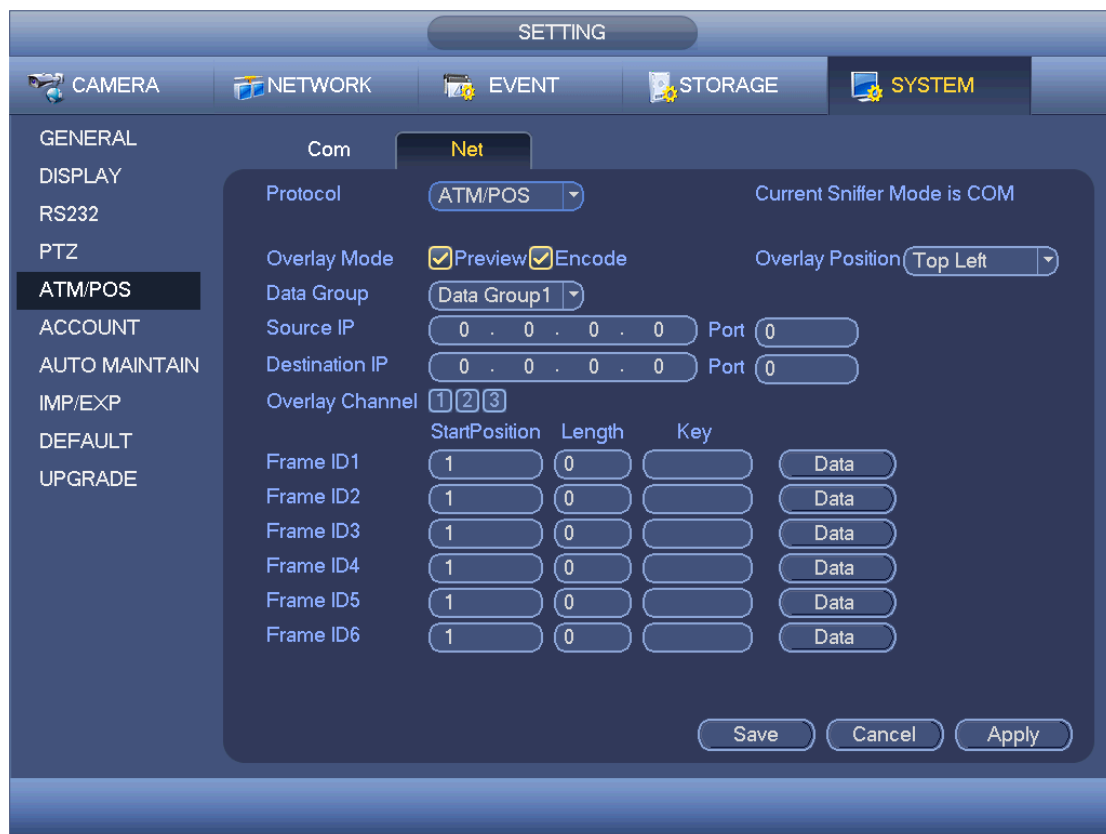 SETTING
CAMERA NETWORK EVENT STORAGE SYSTEM
GENERAL
DISPLAY
RS232
PTZ
ATM/POS
ACCOUNT
AUTO MAINTAIN
IMP/EXP
DEFAULT
UPGRADE
Com Net
Protocol ATM/POS Current Sniffer Mode is COM
Overlay Mode Preview Encode Overlay Position Top Left
Data Group Data Group1
Source IP 0 . 0 . 0 . 0 Port 0
Destination IP 0 . 0 . 0 . 0 Port 0
Overlay Channel 1 2 3
StartPosition Length Key
Frame ID1 1 0 Data
Frame ID2 1 0 Data
Frame ID3 1 0 Data
Frame ID4 1 0 Data
Frame ID5 1 0 Data
Frame ID6 1 0 Data
Save Cancel Apply